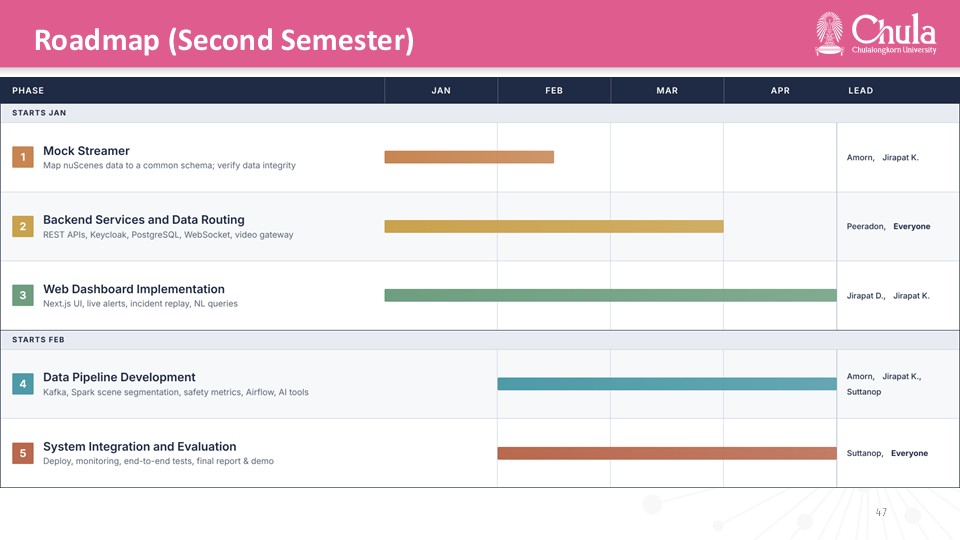 Roadmap (Second Semester)
Chula
Chulalongkorn University
PHASE JAN FEB MAR APR LEAD
STARTS JAN
1 Mock Streamer
Map nuScenes data to a common schema; verify data integrity
Amorn, Jirapat K.
2 Backend Services and Data Routing
REST APIs, Keycloak, PostgreSQL, WebSocket, video gateway
Peeradon, Everyone
3 Web Dashboard Implementation
Next.js UI, live alerts, incident replay, NL queries
Jirapat D., Jirapat K.
STARTS FEB
4 Data Pipeline Development
Kafka, Spark scene segmentation, safety metrics, Airflow, AI tools
Amorn, Jirapat K.,
Suttanop
5 System Integration and Evaluation
Deploy, monitoring, end-to-end tests, final report & demo
Suttanop, Everyone
47